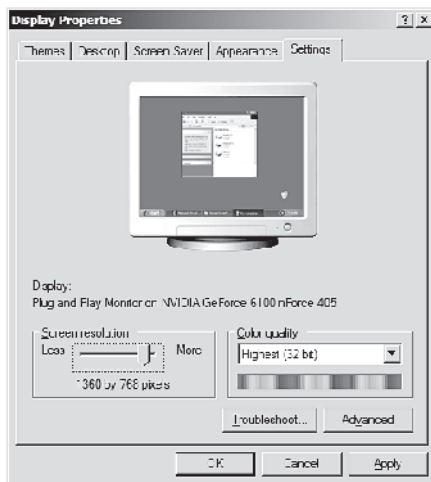 Display Properties
Themes Desktop Screen Saver Appearance Settings
Display:
Plug and Play Monitor on NVIDIA GeForce 6100 nForce 405
Screen resolution
Less More
1360 by 768 pixels
Color quality
Highest (32 bit)
Troubleshoot... Advanced
OK Cancel Apply